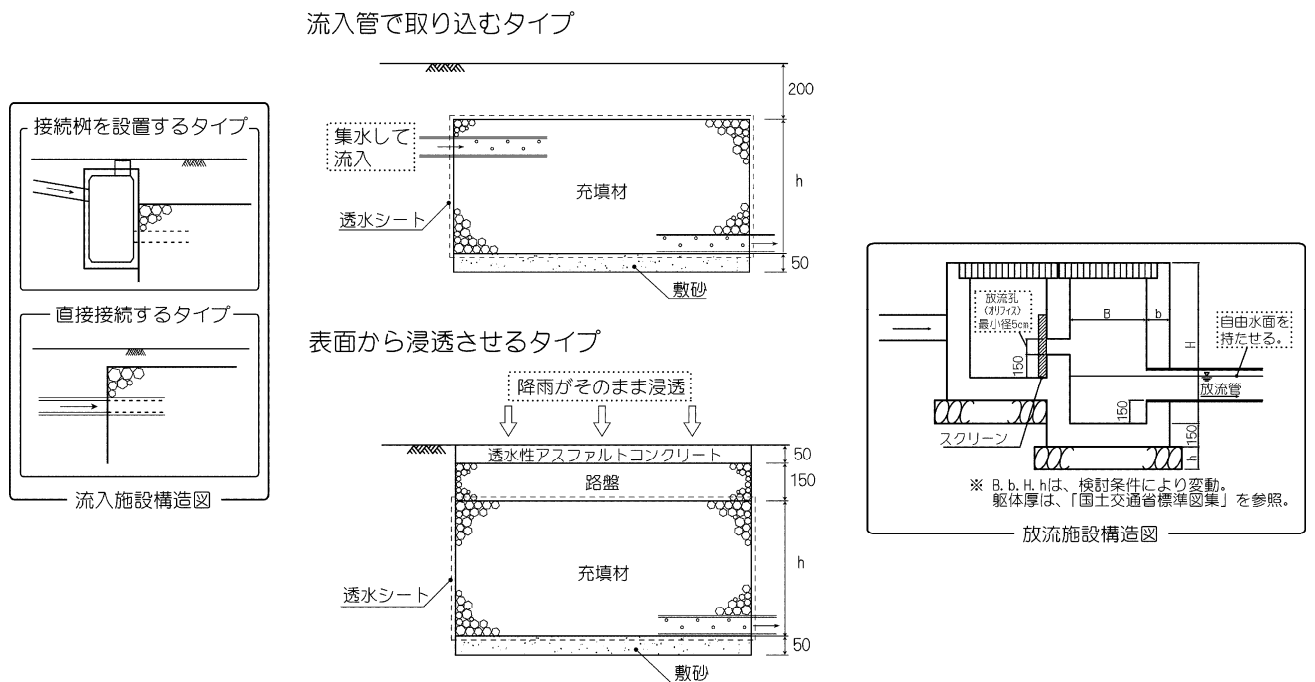 流入管で取り込むタイプ
200
集水して
流入
充填材
h
透水シート
50
敷砂
接続桝を設置するタイプ
直接接続するタイプ
流入施設構造図
表面から浸透させるタイプ
降雨がそのまま浸透
透水性アスファルトコンクリート
50
路盤
150
充填材
h
透水シート
50
敷砂
放流孔
(オリフィス)
最小径5cm
B
b
H
自由水面を
持たせる。
150
放流管
150
150
スクリーン
h
※ B.b.H.hは、検討条件により変動。
躯体厚は、「国土交通省標準図集」を参照。
放流施設構造図